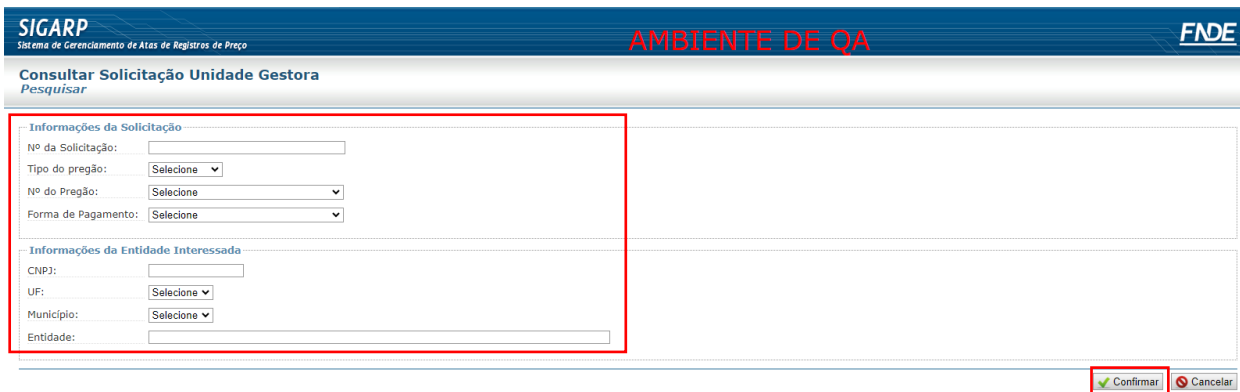 SIGARP
Sistema de Gerenciamento de Atas de Registros de Preço
AMBIENTE DE QA
FNDE
Consultar Solicitação Unidade Gestora
Pesquisar
Informações da Solicitação
Nº da Solicitação:
Tipo do pregão: Selecione
Nº do Pregão: Selecione
Forma de Pagamento: Selecione
Informações da Entidade Interessada
CNPJ:
UF: Selecione
Município: Selecione
Entidade:
Confirmar Cancelar